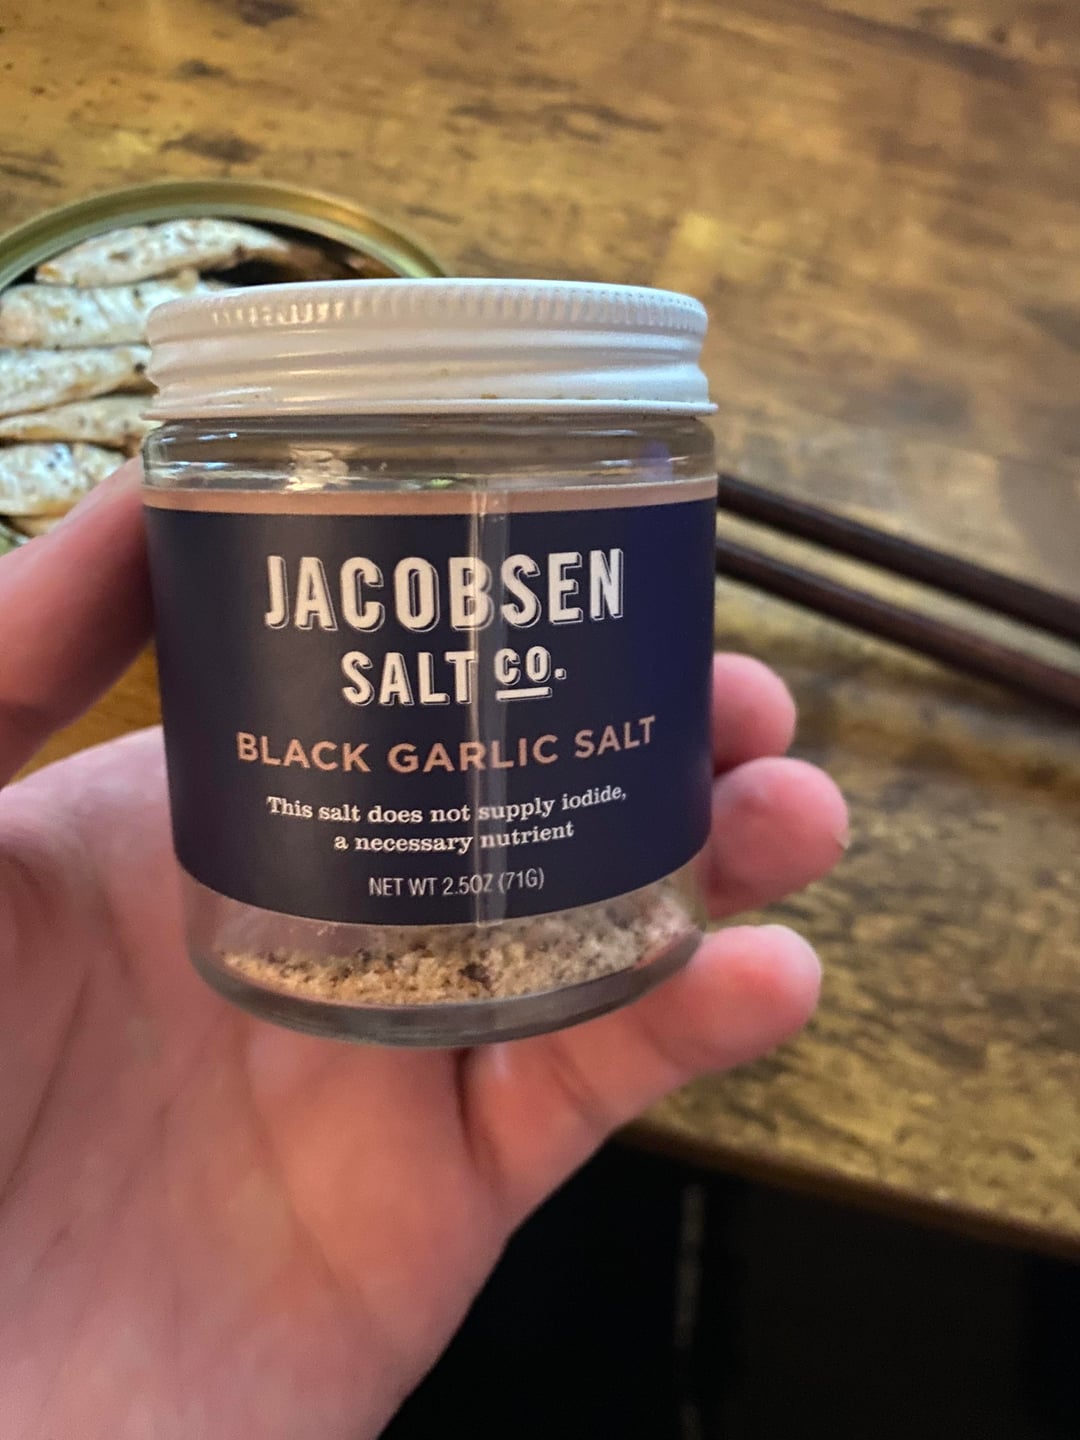 JACOBSEN
SALT CO.
BLACK GARLIC SALT
This salt does not supply iodide,
a necessary nutrient
NET WT 2.5OZ (71G)